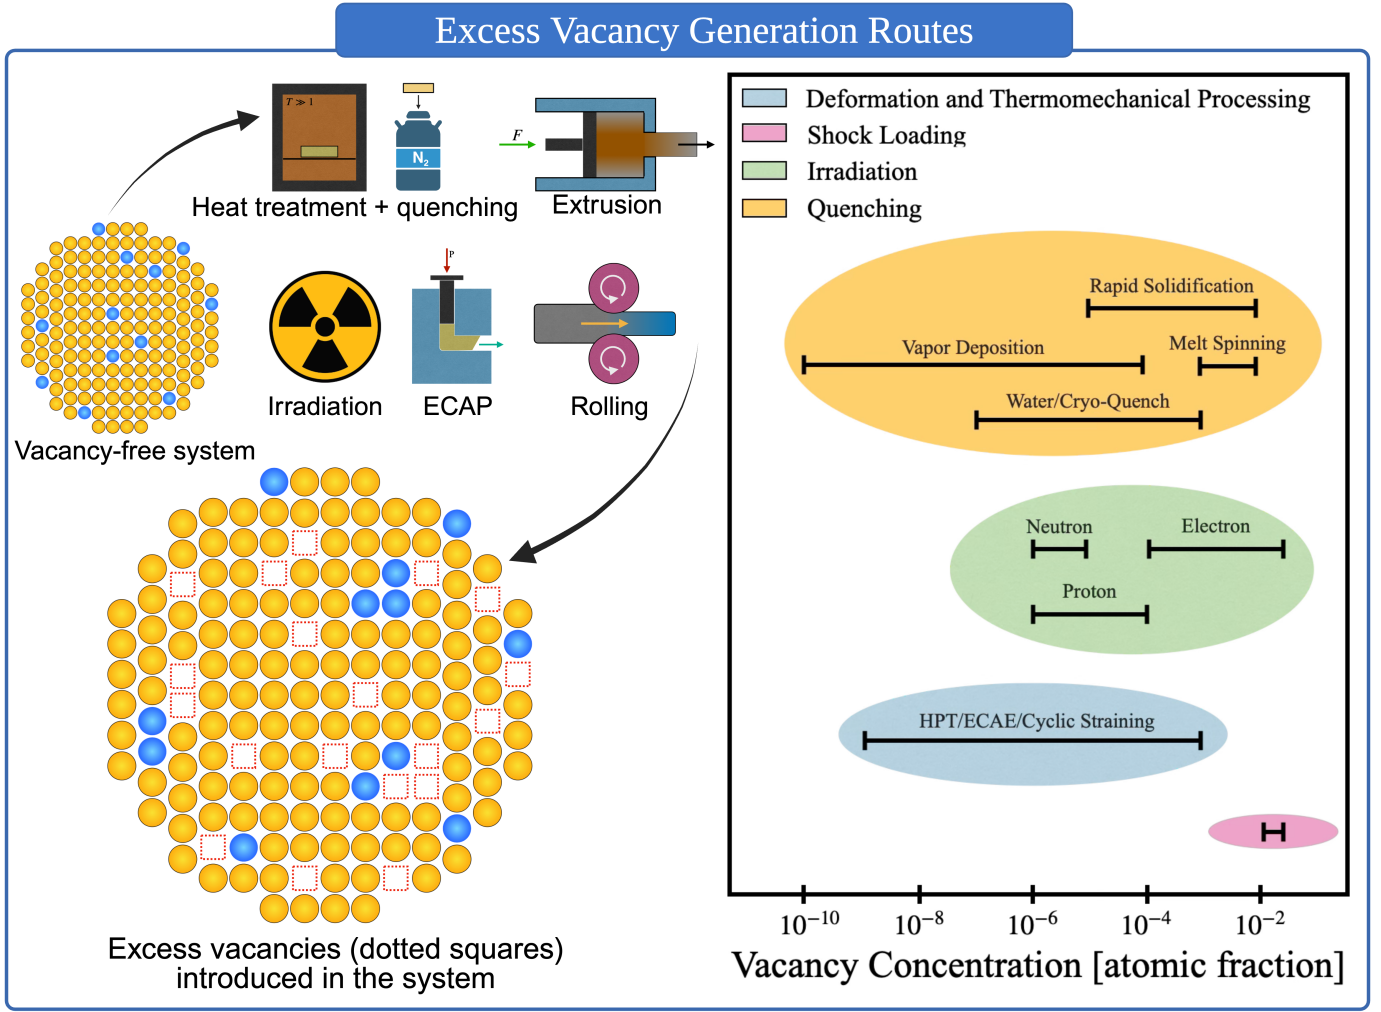 Excess Vacancy Generation Routes
T ≫ 1
N₂
Heat treatment + quenching
F
Extrusion
Vacancy-free system
Irradiation
P
ECAP
Rolling
Excess vacancies (dotted squares)
introduced in the system
Deformation and Thermomechanical Processing
Shock Loading
Irradiation
Quenching
Rapid Solidification
Vapor Deposition
Melt Spinning
Water/Cryo-Quench
Neutron
Electron
Proton
HPT/ECAE/Cyclic Straining
10⁻¹⁰ 10⁻⁸ 10⁻⁶ 10⁻⁴ 10⁻²
Vacancy Concentration [atomic fraction]